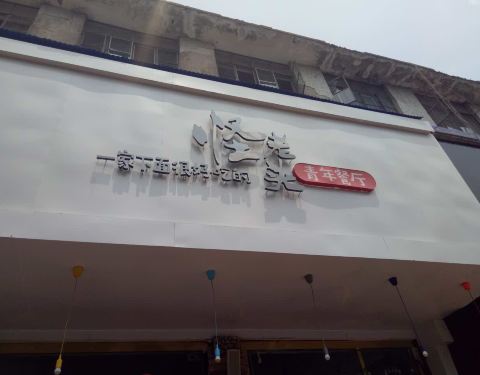 怪老头
一家下面很好吃的
青年餐厅